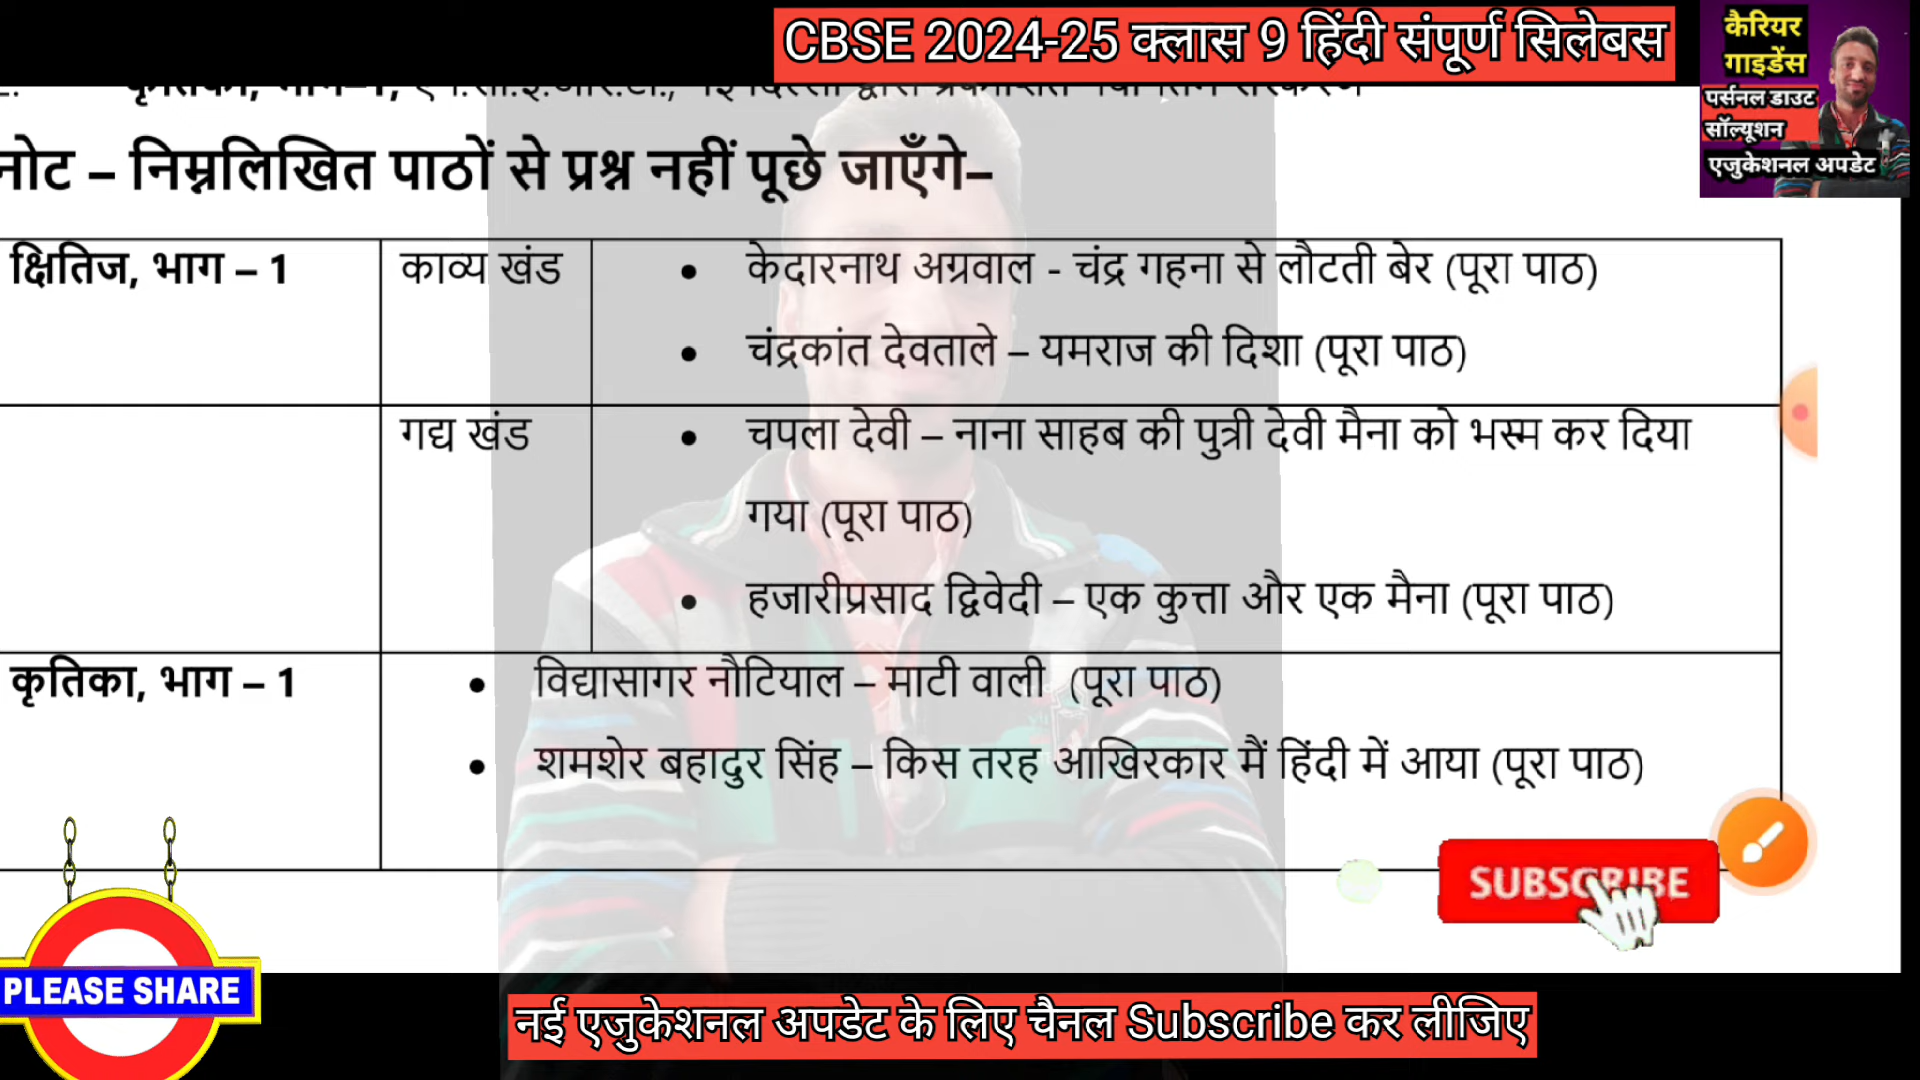 CBSE 2024-25 क्लास 9 हिंदी संपूर्ण सिलेबस
कैरियर
गाइडेंस
पर्सनल डाउट
सॉल्यूशन
एजुकेशनल अपडेट
नोट – निम्नलिखित पाठों से प्रश्न नहीं पूछे जाएँगे–
क्षितिज, भाग – 1
काव्य खंड
• केदारनाथ अग्रवाल - चंद्र गहना से लौटती बेर (पूरा पाठ)
• चंद्रकांत देवताले – यमराज की दिशा (पूरा पाठ)
गद्य खंड
• चपला देवी – नाना साहब की पुत्री देवी मैना को भस्म कर दिया
गया (पूरा पाठ)
• हजारीप्रसाद द्विवेदी – एक कुत्ता और एक मैना (पूरा पाठ)
कृतिका, भाग – 1
• विद्यासागर नौटियाल – माटी वाली (पूरा पाठ)
• शमशेर बहादुर सिंह – किस तरह आखिरकार मैं हिंदी में आया (पूरा पाठ)
SUBSCRIBE
PLEASE SHARE
नई एजुकेशनल अपडेट के लिए चैनल Subscribe कर लीजिए